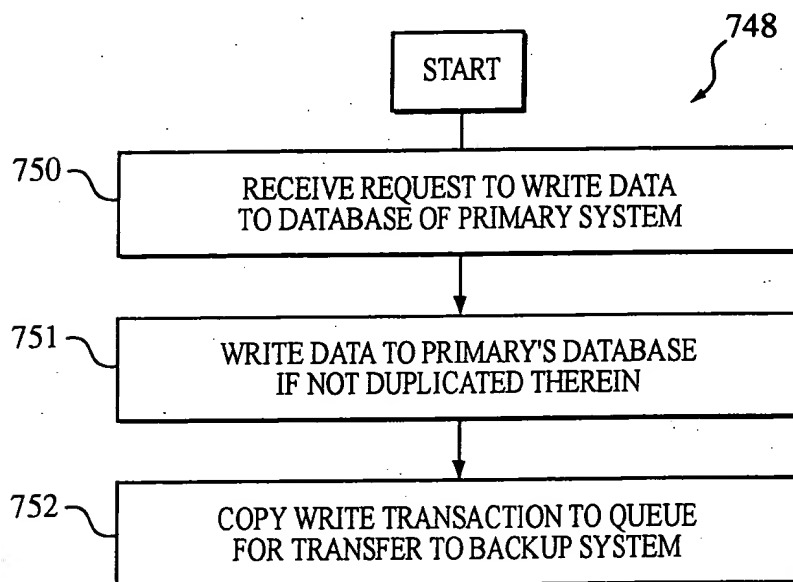 748
START
750
RECEIVE REQUEST TO WRITE DATA
TO DATABASE OF PRIMARY SYSTEM
751
WRITE DATA TO PRIMARY'S DATABASE
IF NOT DUPLICATED THEREIN
752
COPY WRITE TRANSACTION TO QUEUE
FOR TRANSFER TO BACKUP SYSTEM